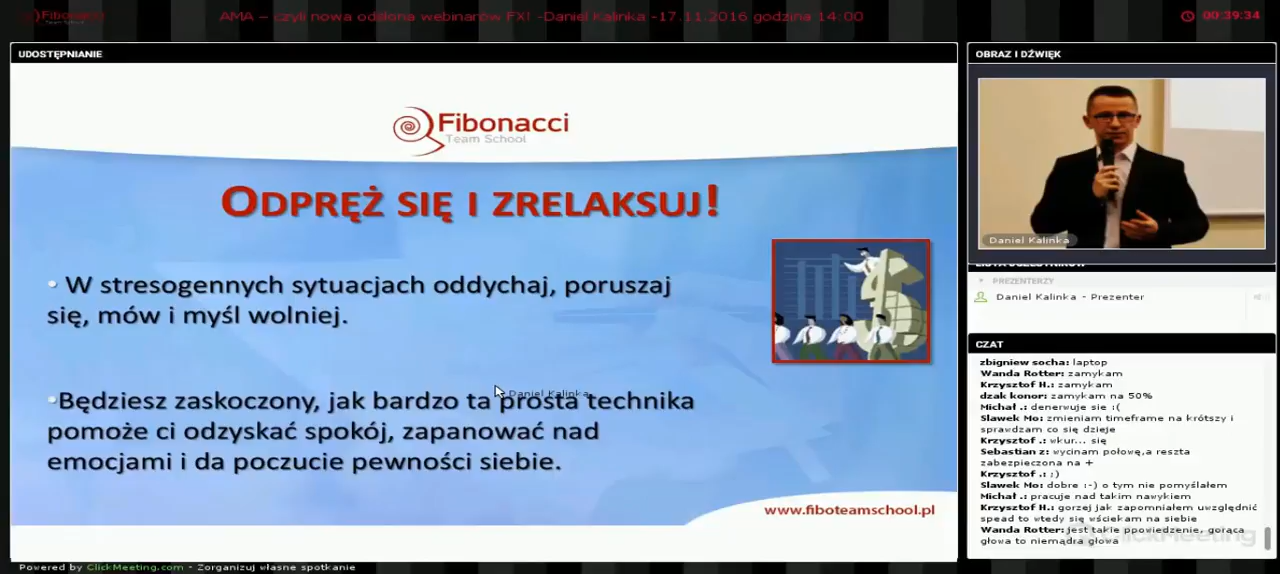 Fibonacci
Team School
AMA – czyli nowa odsłona webinarów FX! -Daniel Kalinka -17.11.2016 godzina 14:00
00:39:34
UDOSTĘPNIANIE
Fibonacci
Team School
ODPRĘŻ SIĘ I ZRELAKSUJ!
• W stresogennych sytuacjach oddychaj, poruszaj
się, mów i myśl wolniej.
•Będziesz zaskoczony, jak bardzo ta prosta technika
pomoże ci odzyskać spokój, zapanować nad
emocjami i da poczucie pewności siebie.
Daniel Kalinka
www.fiboteamschool.pl
OBRAZ I DŹWIĘK
Daniel Kalinka
LISTA UCZESTNIKÓW
PREZENTERZY
Daniel Kalinka - Prezenter
CZAT
zbigniew socha: laptop
Wanda Rotter: zamykam
Krzysztof H.: zamykam
dzak konor: zamykam na 50%
Michał .: denerwuje sie :(
Slawek Mo: zmieniam timeframe na krótszy i
sprawdzam co się dzieje
Krzysztof .: wkur... się
Sebastian z: wycinam połowę,a reszta
zabezpieczona na +
Krzysztof .: ;)
Slawek Mo: dobre :-) o tym nie pomyślałem
Michał .: pracuje nad takim nawykiem
Krzysztof H.: gorzej jak zapomniałem uwzględnić
spead to wtedy się wściekam na siebie
Wanda Rotter: jest takie ppowiedzenie, gorąca
głowa to niemądra głowa
ClickMeeting
Powered by ClickMeeting.com - Zorganizuj własne spotkanie